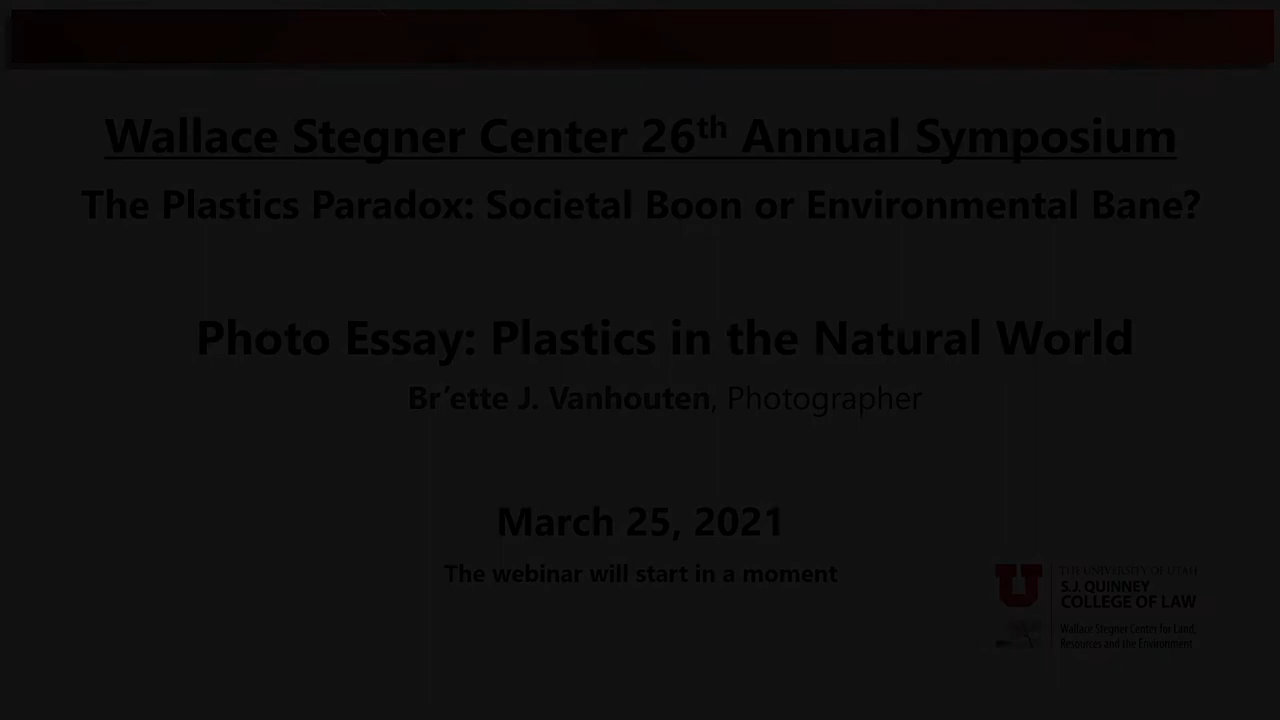 Wallace Stegner Center 26th Annual Symposium
The Plastics Paradox: Societal Boon or Environmental Bane?
Photo Essay: Plastics in the Natural World
Br’ette J. Vanhouten, Photographer
March 25, 2021
The webinar will start in a moment
THE UNIVERSITY OF UTAH
S.J. QUINNEY
COLLEGE OF LAW
Wallace Stegner Center for Land,
Resources and the Environment